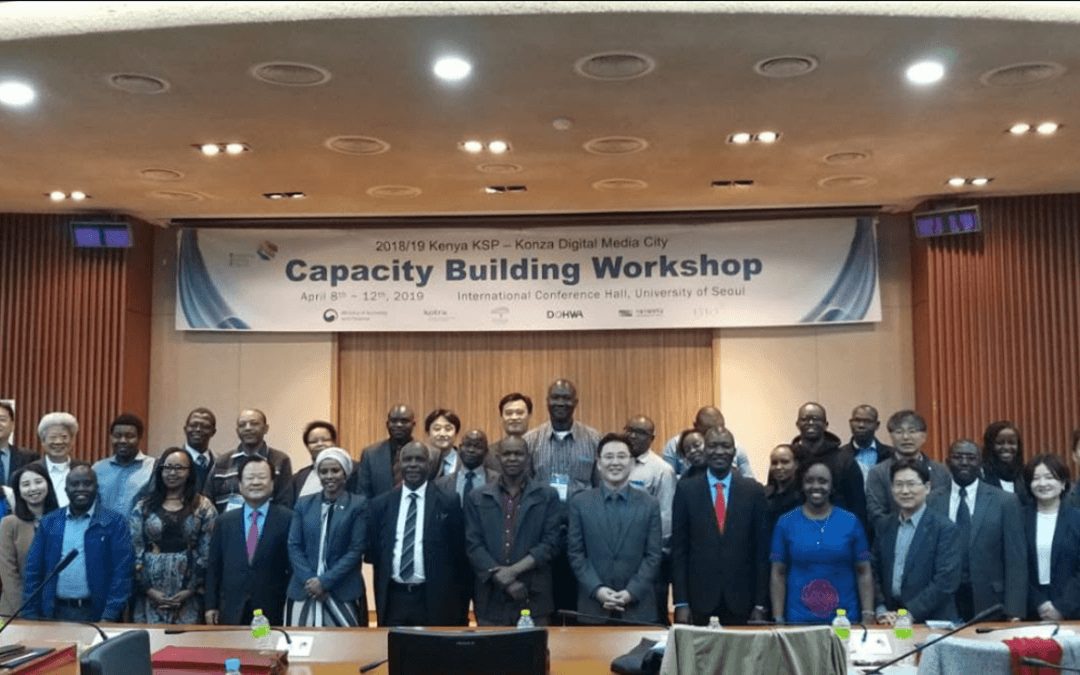 2018/19 Kenya KSP – Konza Digital Media City
Capacity Building Workshop
April 8th – 12th, 2019 International Conference Hall, University of Seoul
kotra DOHWA